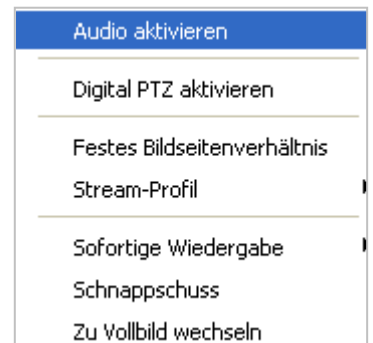 Audio aktivieren
Digital PTZ aktivieren
Festes Bildseitenverhältnis
Stream-Profil
Sofortige Wiedergabe
Schnappschuss
Zu Vollbild wechseln